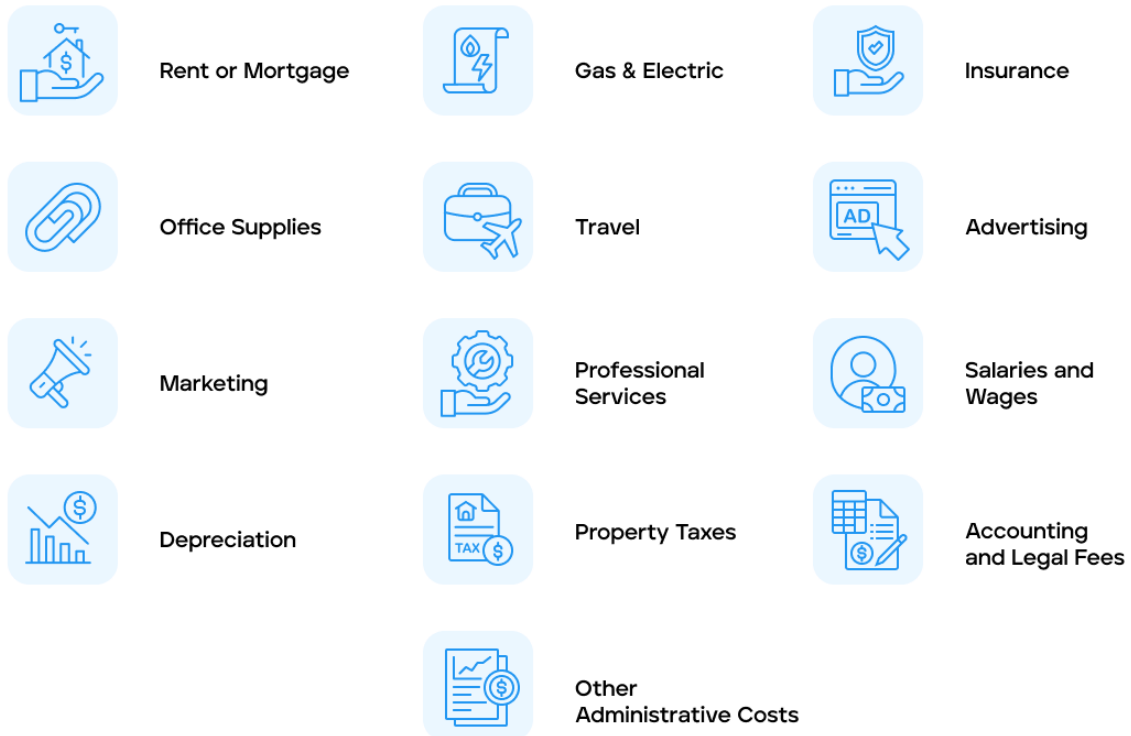 Rent or Mortgage
Gas & Electric
Insurance
Office Supplies
Travel
AD
Advertising
Marketing
Professional
Services
Salaries and
Wages
Depreciation
TAX
Property Taxes
Accounting
and Legal Fees
Other
Administrative Costs